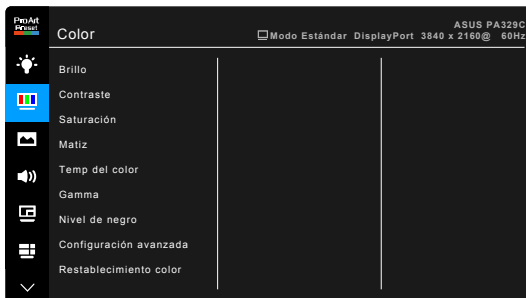 ProArt
Preset
Color
ASUS PA329C
Modo Estándar DisplayPort 3840 x 2160@ 60Hz
Brillo
Contraste
Saturación
Matiz
Temp del color
Gamma
Nivel de negro
Configuración avanzada
Restablecimiento color